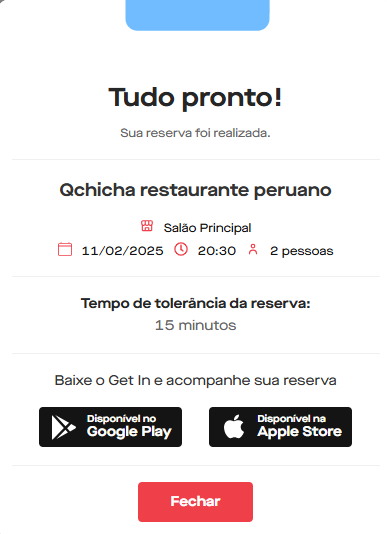 Tudo pronto!
Sua reserva foi realizada.
Qchicha restaurante peruano
Salão Principal
11/02/2025 20:30 2 pessoas
Tempo de tolerância da reserva:
15 minutos
Baixe o Get In e acompanhe sua reserva
Disponível no
Google Play
Disponível na
Apple Store
Fechar